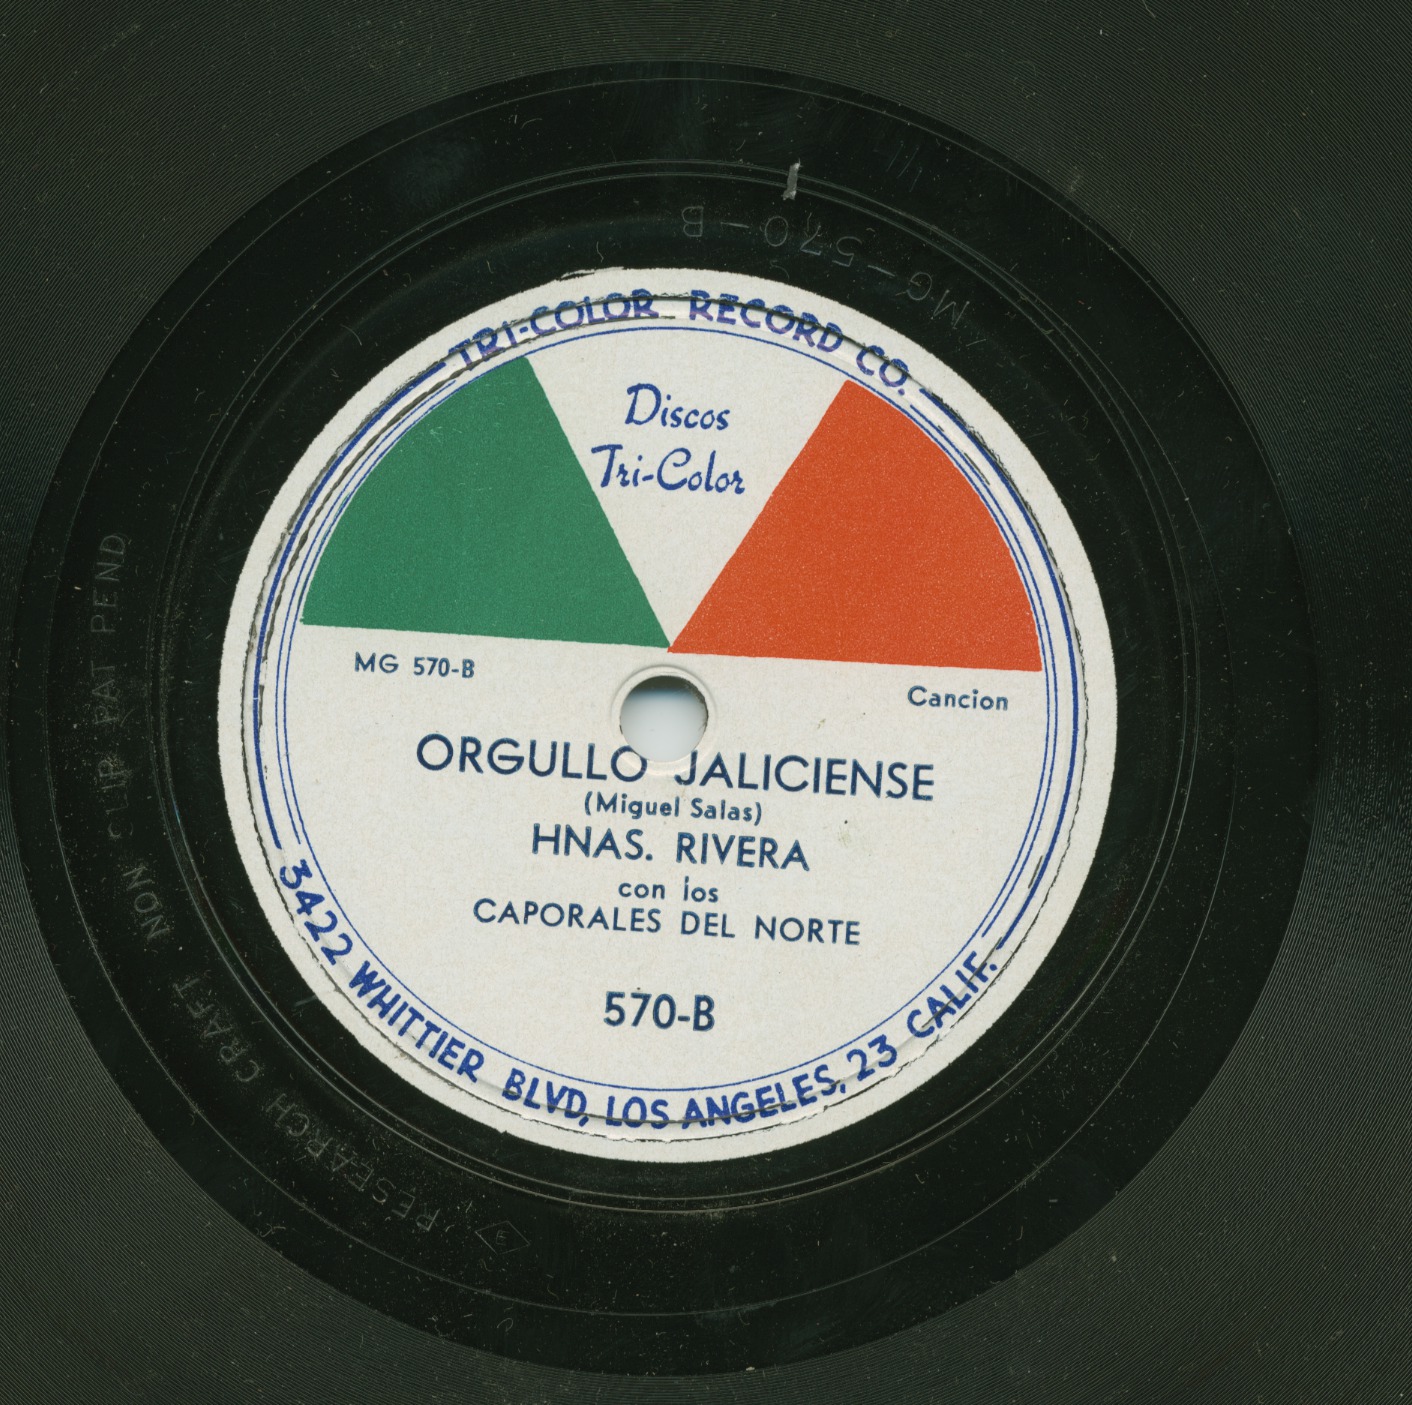 MG-570-B
TRI-COLOR RECORD CO.
Discos
Tri-Color
MG 570-B
Cancion
ORGULLO JALICIENSE
(Miguel Salas)
HNAS. RIVERA
con los
CAPORALES DEL NORTE
570-B
3422 WHITTIER BLVD, LOS ANGELES, 23 CALIF.
RESEARCH CRAFT NON SLIP PAT PEND